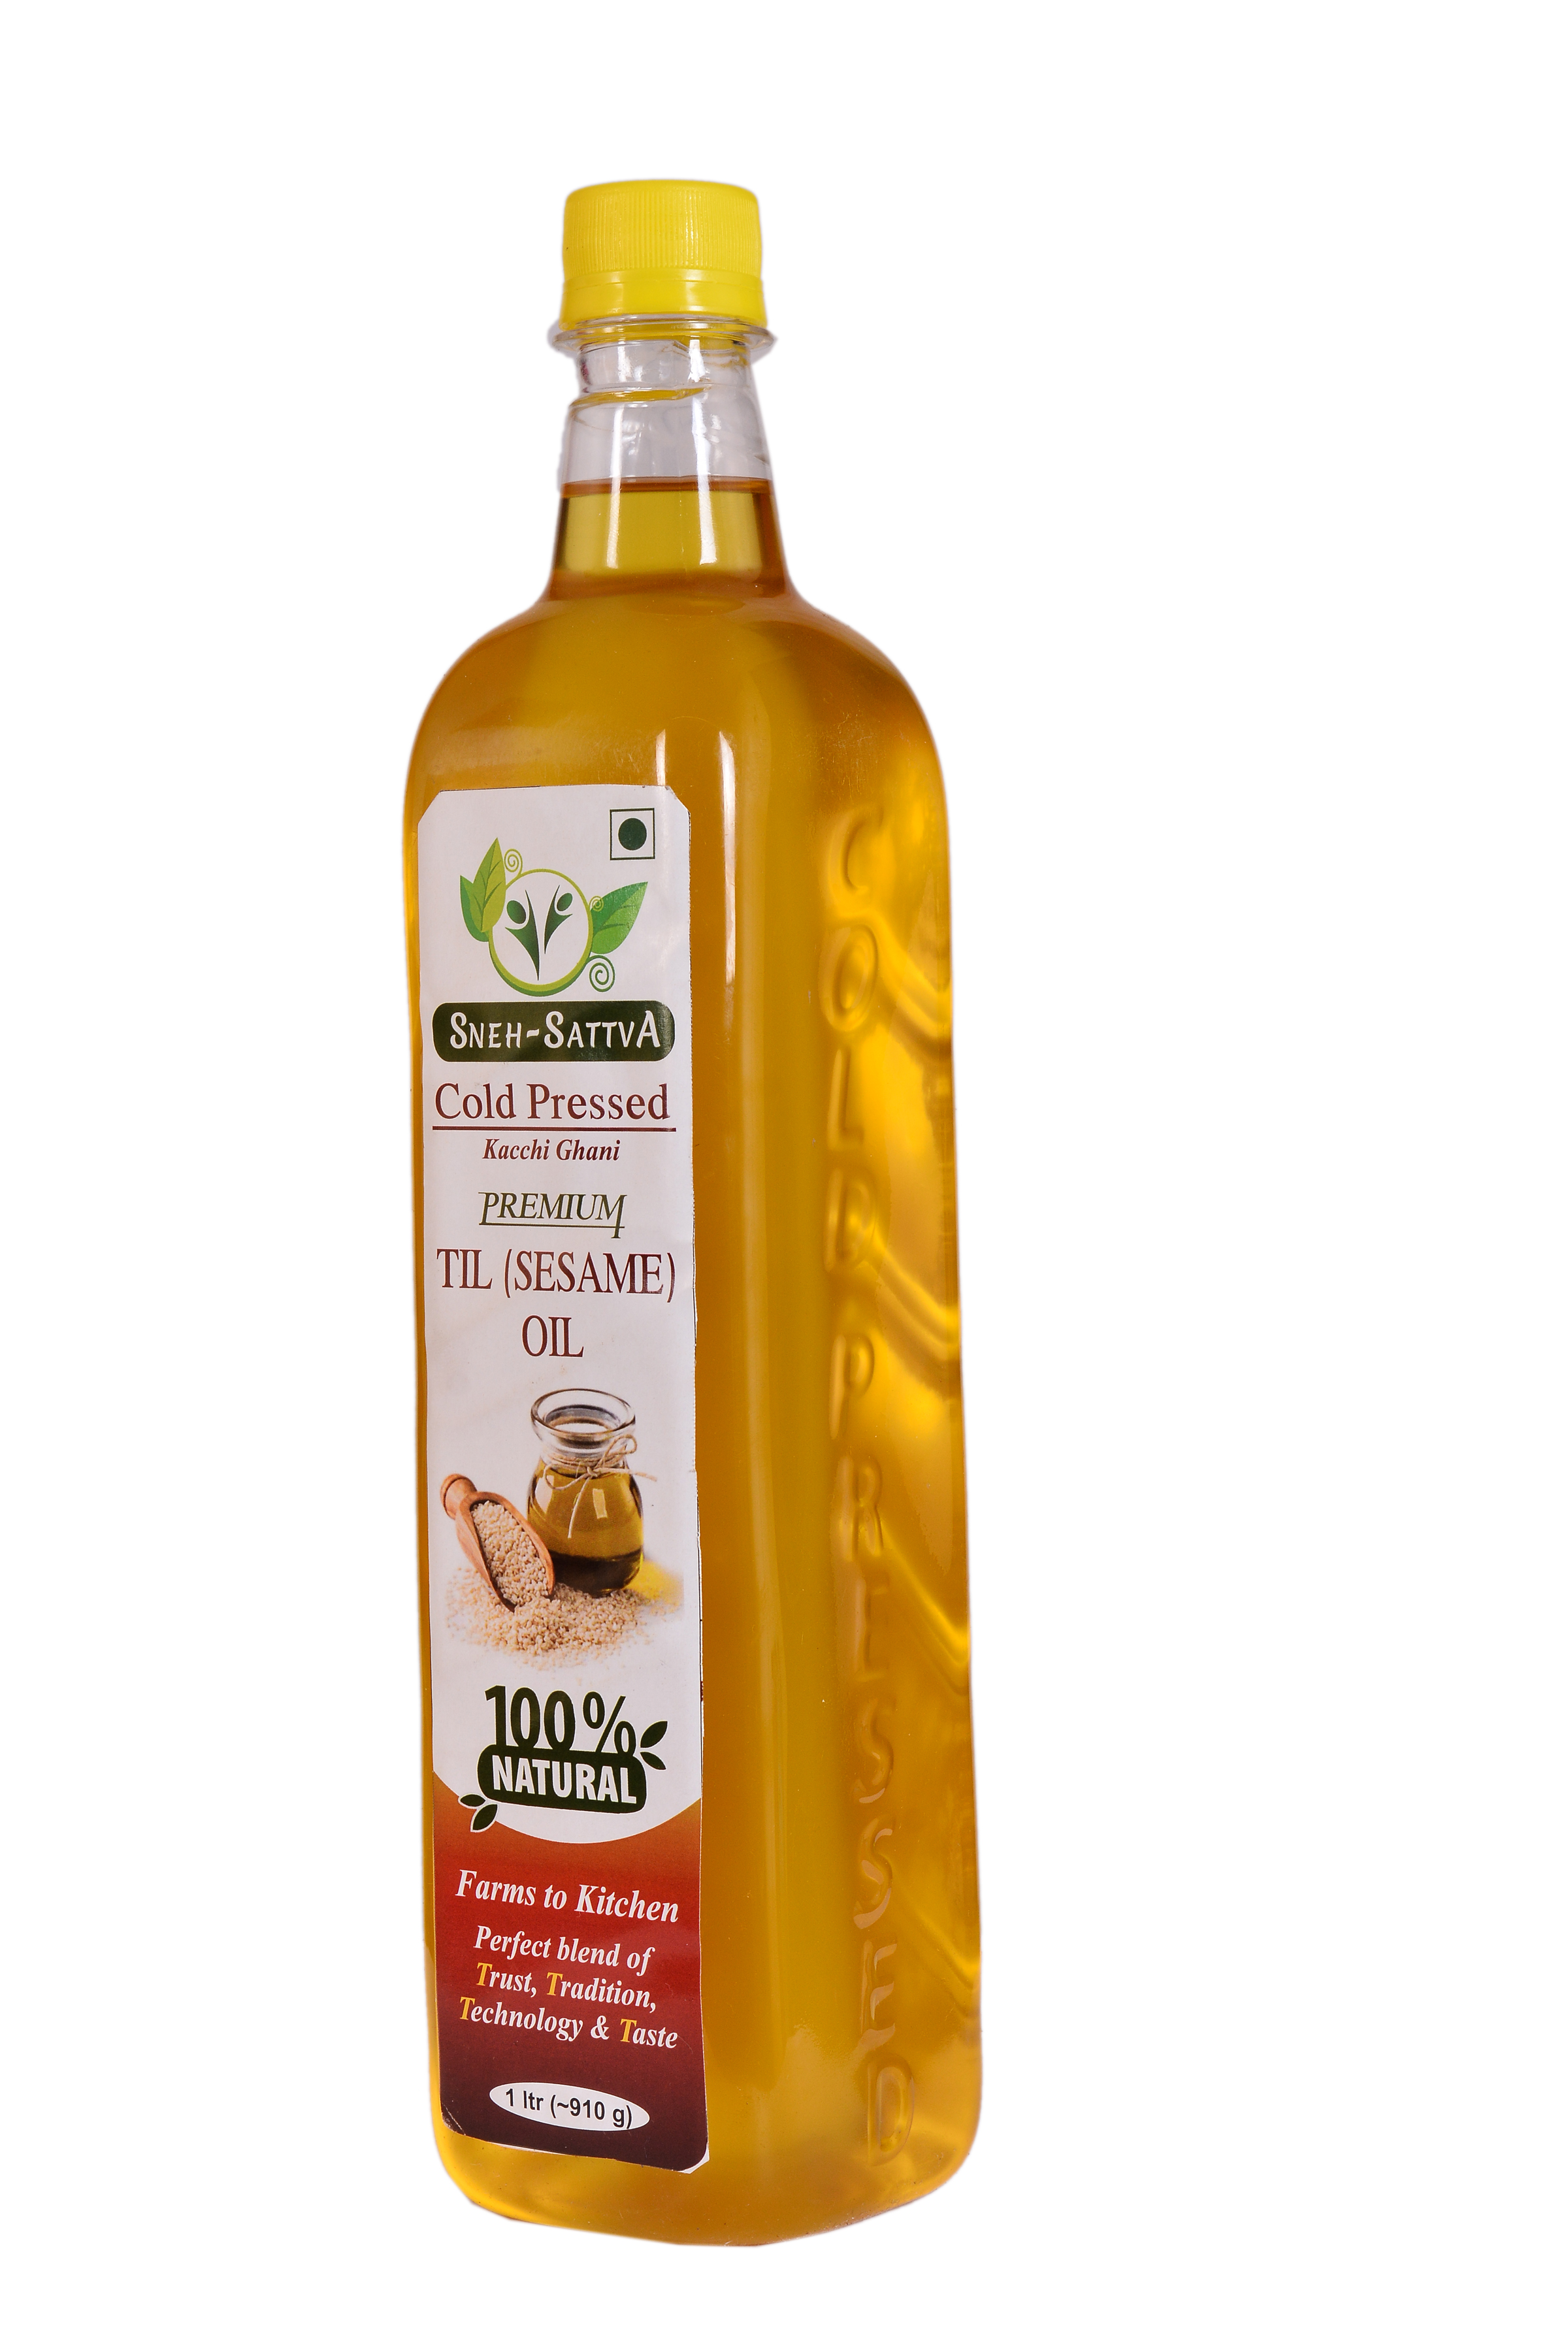 SNEH-SATTVA
Cold Pressed
Kacchi Ghani
PREMIUM
TIL (SESAME)
OIL
100%
NATURAL
Farms to Kitchen
Perfect blend of
Trust, Tradition,
Technology & Taste
1 ltr (~910 g)
COLD PRESSED